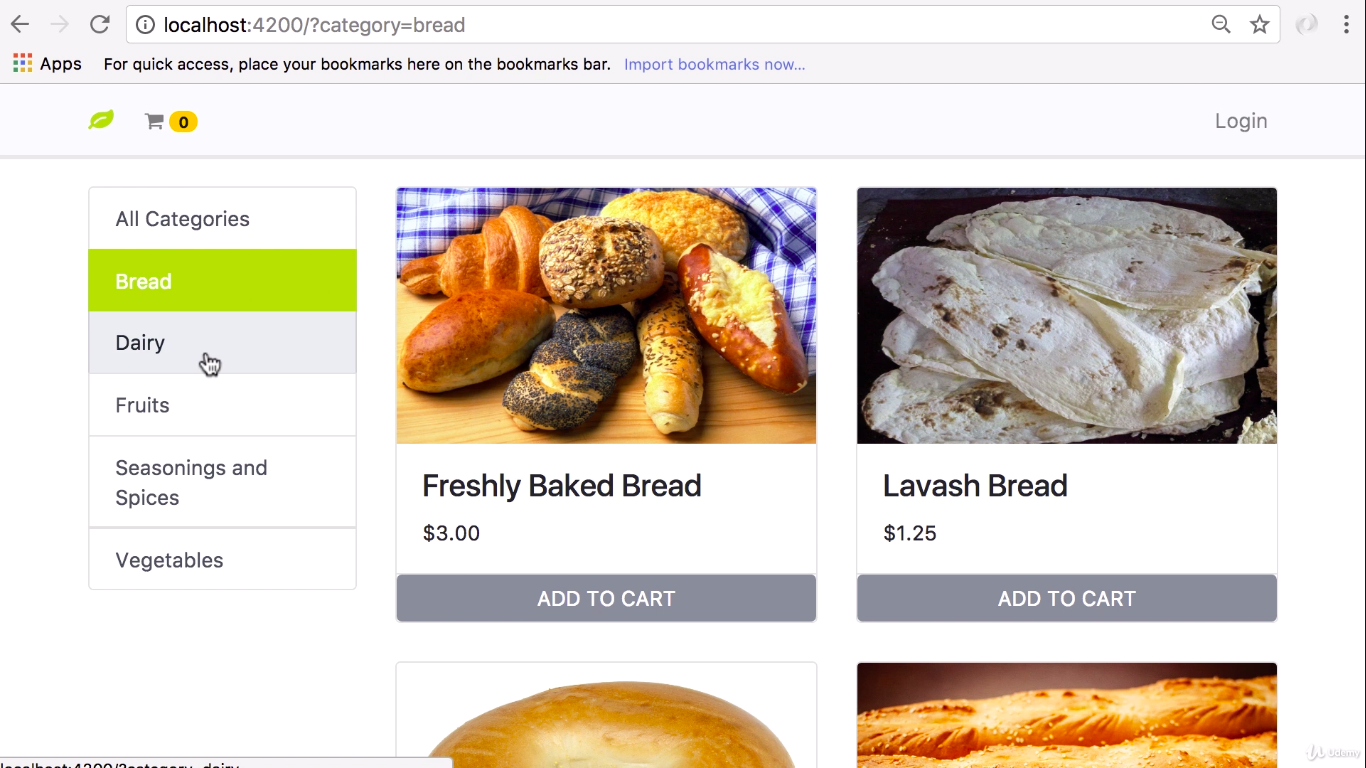 localhost:4200/?category=bread
Apps
For quick access, place your bookmarks here on the bookmarks bar. Import bookmarks now...
0
Login
All Categories
Bread
Dairy
Fruits
Seasonings and
Spices
Vegetables
Freshly Baked Bread
$3.00
ADD TO CART
Lavash Bread
$1.25
ADD TO CART
localhost:4200/?category=dairy
Udemy